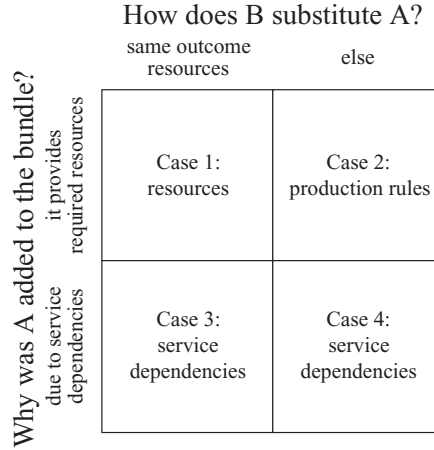 How does B substitute A?
same outcome
resources
else
Why was A added to the bundle?
it provides
required resources
due to service
dependencies
Case 1:
resources
Case 2:
production rules
Case 3:
service
dependencies
Case 4:
service
dependencies